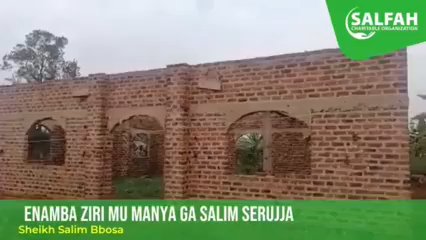 SALFAH
CHARITABLE ORGANIZATION
ENAMBA ZIRI MU MANYA GA SALIM SERUJJA
Sheikh Salim Bbosa